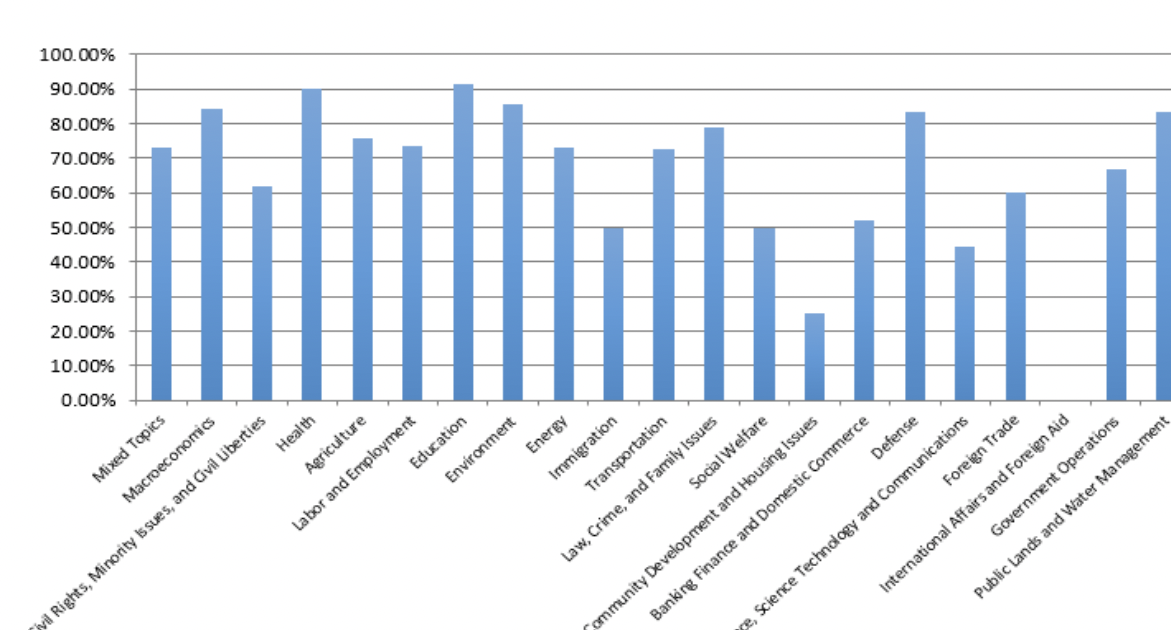 100.00%
90.00%
80.00%
70.00%
60.00%
50.00%
40.00%
30.00%
20.00%
10.00%
0.00%
Mixed Topics
Macroeconomics
Civil Rights, Minority Issues, and Civil Liberties
Health
Agriculture
Labor and Employment
Education
Environment
Energy
Immigration
Transportation
Law, Crime, and Family Issues
Social Welfare
Community Development and Housing Issues
Banking Finance and Domestic Commerce
Defense
Science Technology and Communications
Foreign Trade
International Affairs and Foreign Aid
Government Operations
Public Lands and Water Management